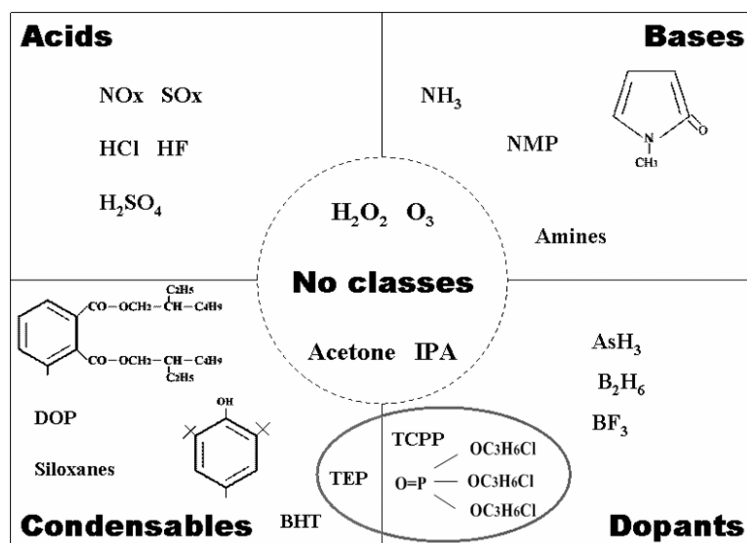 Acids
NOx SOx
HCl HF
H₂SO₄
Bases
NH₃
NMP
N
CH₃
O
Amines
H₂O₂ O₃
No classes
Acetone IPA
C₂H₅
CO—OCH₂—CH—C₄H₉
CO—OCH₂—CH—C₄H₉
C₂H₅
DOP
Siloxanes
OH
BHT
Condensables
TEP
TCPP
OC3H6Cl
O=P OC3H6Cl
OC3H6Cl
AsH₃
B₂H₆
BF₃
Dopants